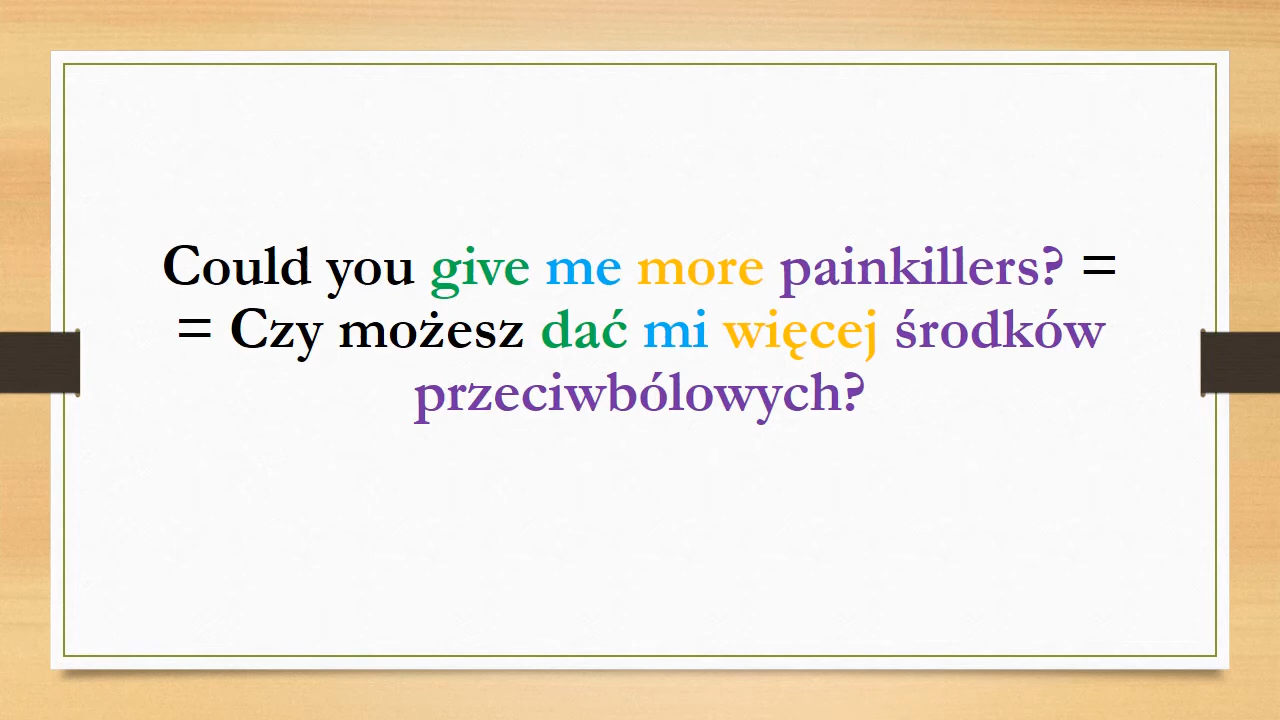 Could you give me more painkillers? =
= Czy możesz dać mi więcej środków
przeciwbólowych?